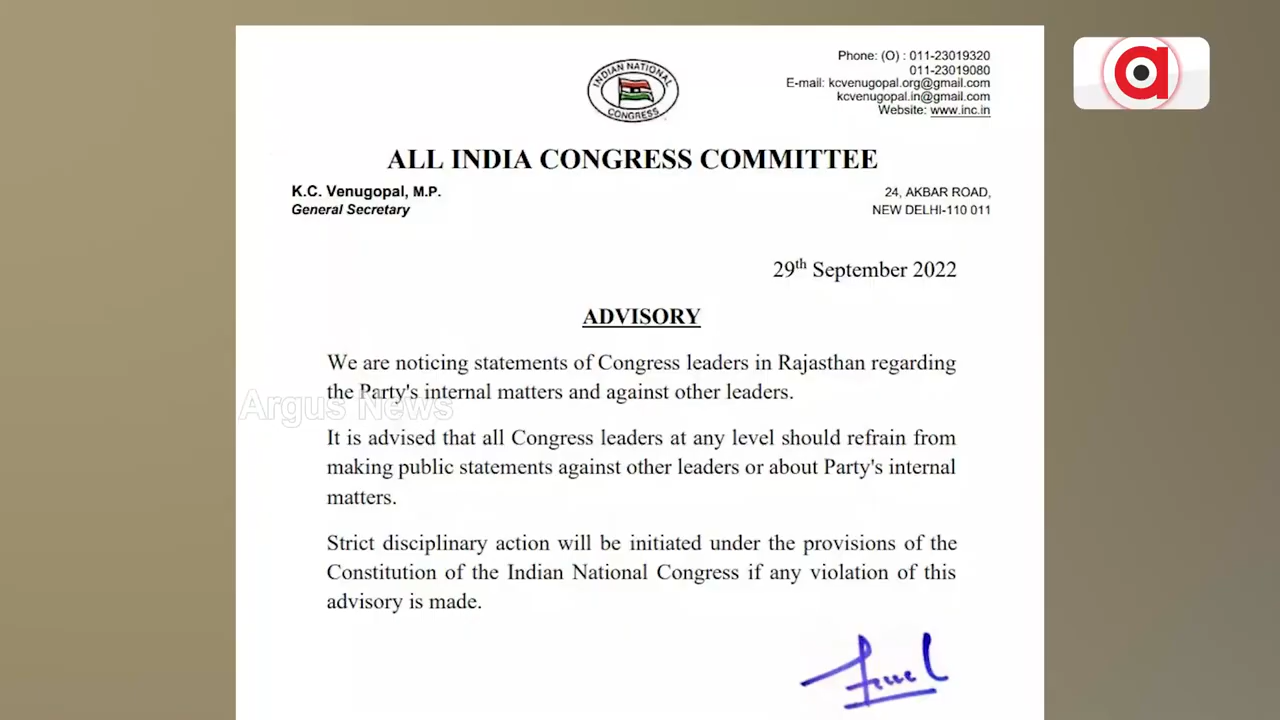 Phone: (O) : 011-23019320
011-23019080
E-mail: kcvenugopal.org@gmail.com
kcvenugopal.in@gmail.com
Website: www.inc.in
INDIAN NATIONAL
CONGRESS
a
ALL INDIA CONGRESS COMMITTEE
K.C. Venugopal, M.P.
General Secretary
24, AKBAR ROAD,
NEW DELHI-110 011
29th September 2022
ADVISORY
We are noticing statements of Congress leaders in Rajasthan regarding
the Party's internal matters and against other leaders.
Argus News
It is advised that all Congress leaders at any level should refrain from
making public statements against other leaders or about Party's internal
matters.
Strict disciplinary action will be initiated under the provisions of the
Constitution of the Indian National Congress if any violation of this
advisory is made.